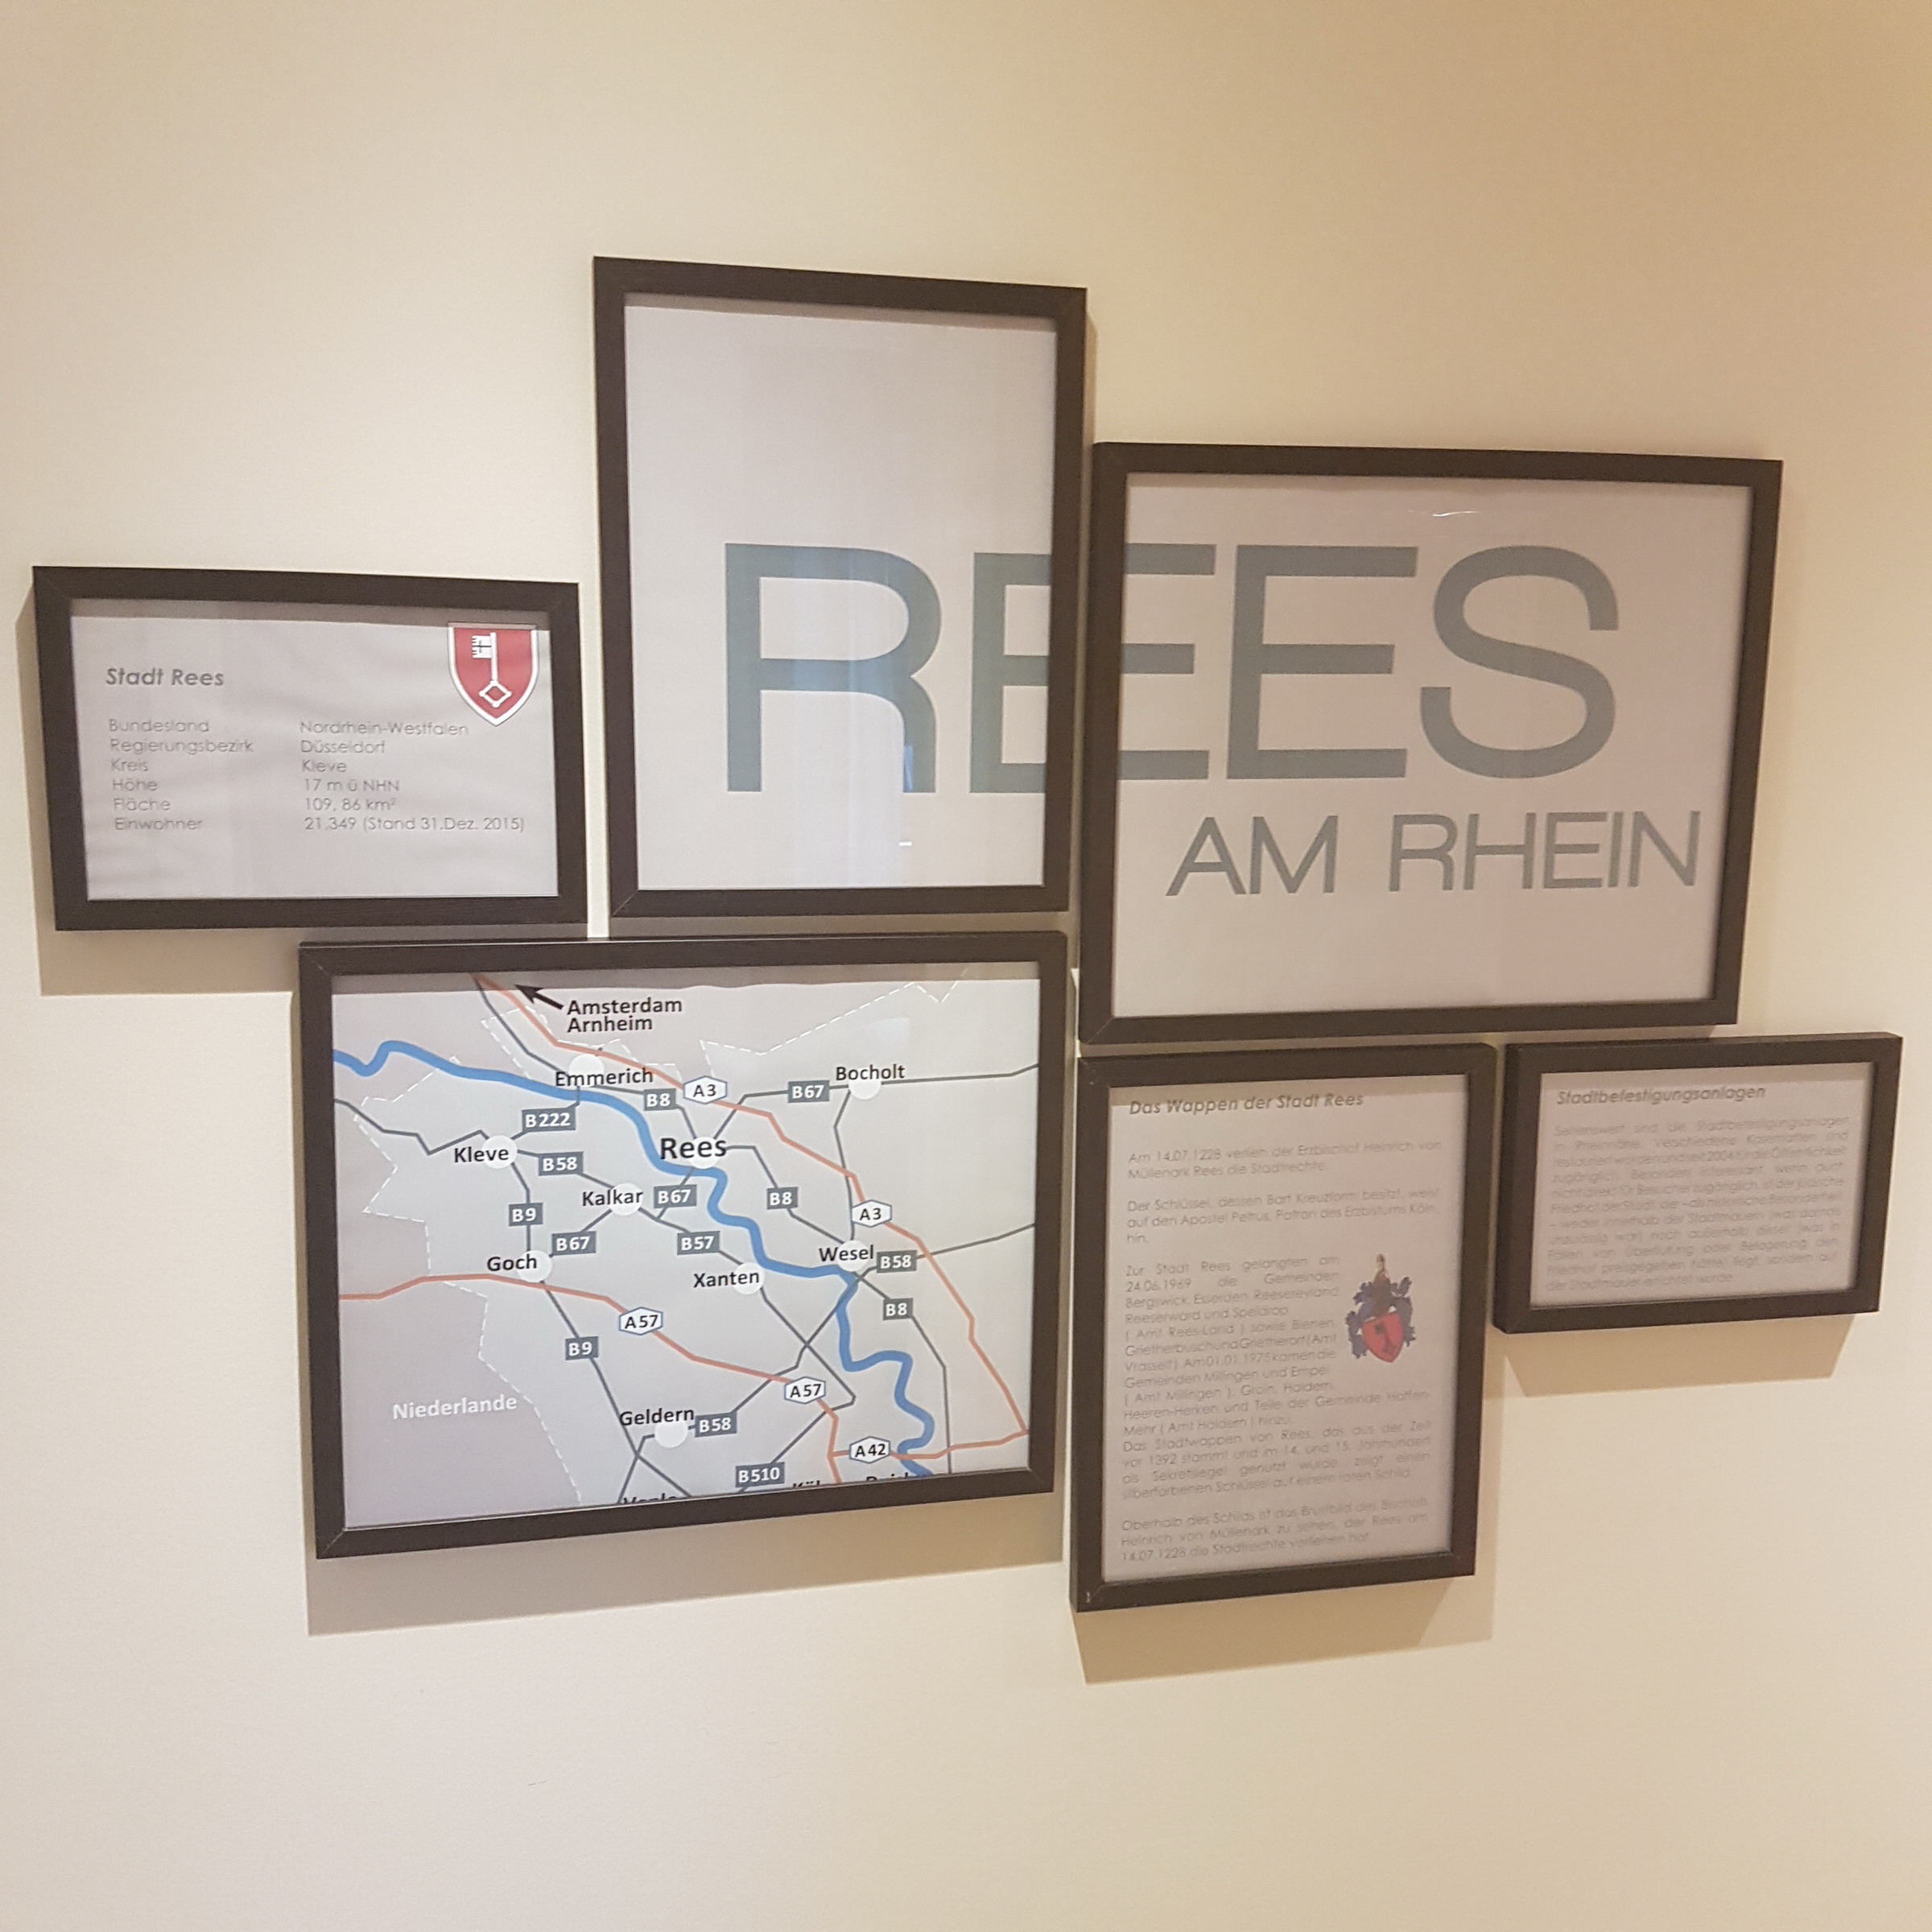 REES
AM RHEIN
Stadt Rees
Bundesland Nordrhein-Westfalen
Regierungsbezirk Düsseldorf
Kreis Kleve
Höhe 17 m ü NHN
Fläche 109, 86 km²
Einwohner 21.349 (Stand 31.Dez. 2015)
Amsterdam
Arnheim
Emmerich
Bocholt
A3
B67
B8
B222
Rees
Kleve
B58
Kalkar
B67
B8
B9
A3
B67
B57
Wesel
B58
Goch
Xanten
B8
A57
B9
A57
Niederlande
Geldern
B58
A42
B510
Das Wappen der Stadt Rees
Am 14.07.1228 verlieh der Erzbischof Heinrich von
Müllenark Rees die Stadtrechte.
Der Schlüssel, dessen Bart Kreuzform besitzt, weist
auf den Apostel Petrus, Patron des Erzbistums Köln,
hin.
Zur Stadt Rees gelangten am
24.06.1969 die Gemeinden
Bergswick, Esserden, Reesereyland
Reeserward und Speldrop
( Amt Rees-Land ) sowie Bienen,
Grietherbusch und Grietherort (Amt
Vrasselt). Am 01.01.1975 kamen die
Gemeinden Millingen und Empel
( Amt Millingen ), Groin, Haldern,
Heeren-Herken und Teile der Gemeinde Haffen-
Mehr ( Amt Haldern ) hinzu.
Das Stadtwappen von Rees, das aus der Zeit
vor 1392 stammt und im 14. und 15. Jahrhundert
als Sekretsiegel genutzt wurde, zeigt einen
silberfarbenen Schlüssel auf einem roten Schild.
Oberhalb des Schilds ist das Brustbild des Bischofs
Heinrich von Müllenark zu sehen, der Rees am
14.07.1228 die Stadtrechte verliehen hat.
Stadtbefestigungsanlagen
Sehenswert sind die Stadtbefestigungsanlagen
in Rheinnähe, verschiedene Kasematten sind
restauriert worden und seit 2004 für die Öffentlichkeit
zugänglich. Besonders interessant, wenn auch
nicht direkt für Besucher zugänglich, ist der jüdische
Friedhof der Stadt, der – als historische Besonderheit
– weder innerhalb der Stadtmauern (was damals
unzulässig war) noch außerhalb dieser (was in
Fällen von Überflutung oder Belagerung den
Friedhof preisgegeben hätte) liegt, sondern auf
der Stadtmauer errichtet wurde.